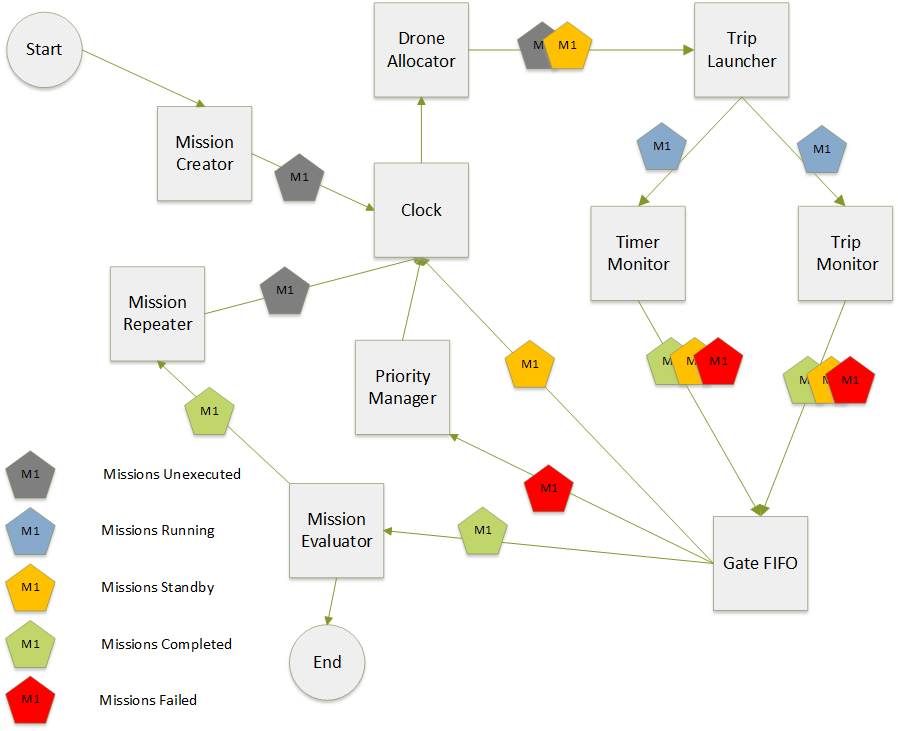 Start
Drone
Allocator
M
M1
Trip
Launcher
Mission
Creator
M1
Clock
M1
M1
Timer
Monitor
Trip
Monitor
Mission
Repeater
M1
Priority
Manager
M1
M
M
M1
M
M
M1
M1
M1
M1
Mission
Evaluator
Gate FIFO
End
M1
Missions Unexecuted
M1
Missions Running
M1
Missions Standby
M1
Missions Completed
M1
Missions Failed